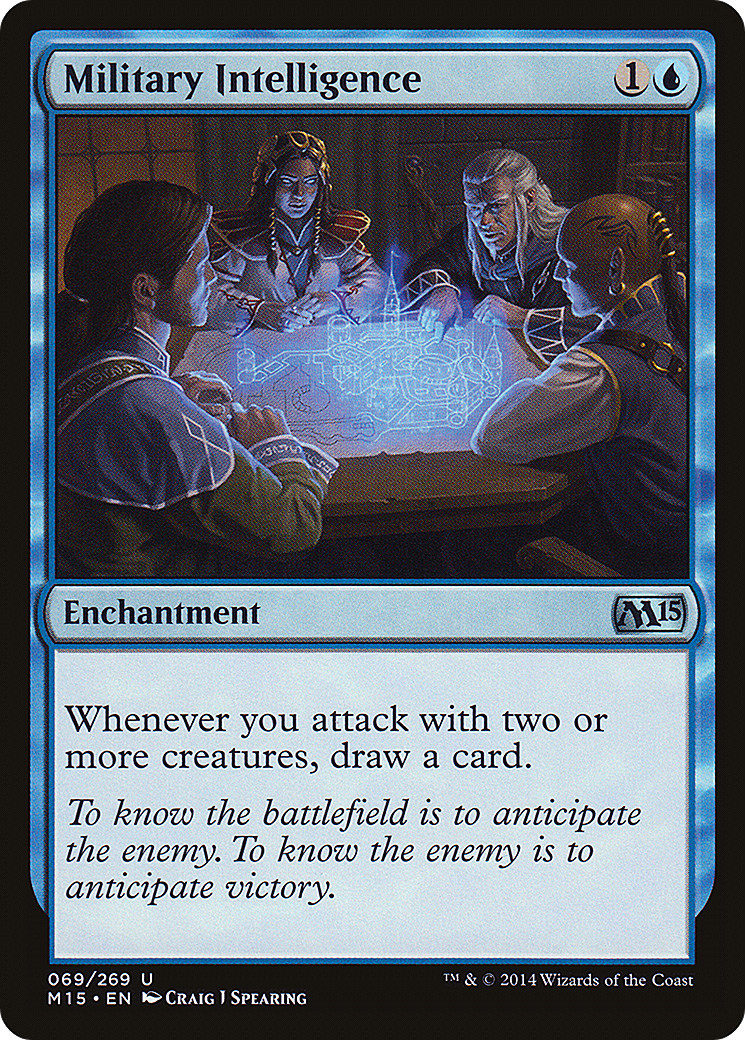 Military Intelligence 1
Enchantment M15
Whenever you attack with two or
more creatures, draw a card.
To know the battlefield is to anticipate
the enemy. To know the enemy is to
anticipate victory.
069/269 U
M15 • EN Craig J Spearing
™ & © 2014 Wizards of the Coast